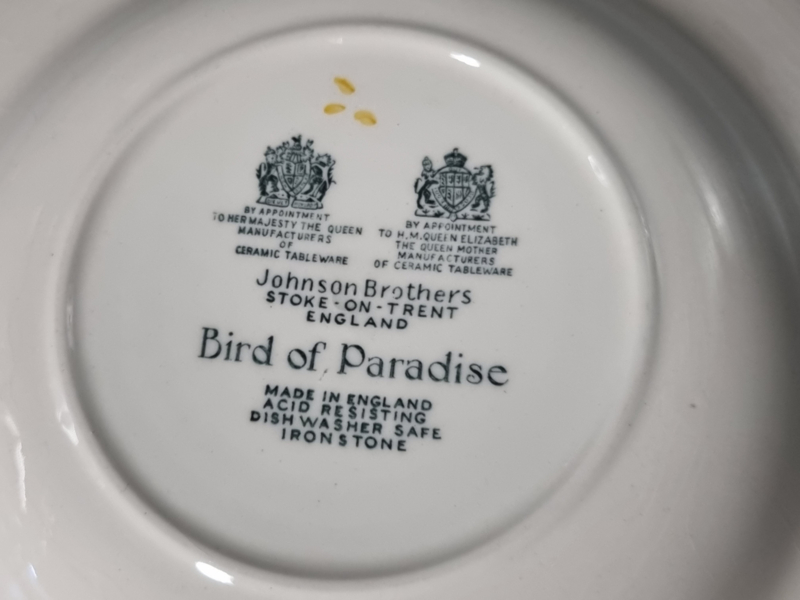 BY APPOINTMENT
TO HER MAJESTY THE QUEEN
MANUFACTURERS
OF
CERAMIC TABLEWARE
BY APPOINTMENT
TO H.M. QUEEN ELIZABETH
THE QUEEN MOTHER
MANUFACTURERS
OF CERAMIC TABLEWARE
Johnson Brothers
STOKE-ON-TRENT
ENGLAND
Bird of Paradise
MADE IN ENGLAND
ACID RESISTING
DISHWASHER SAFE
IRONSTONE